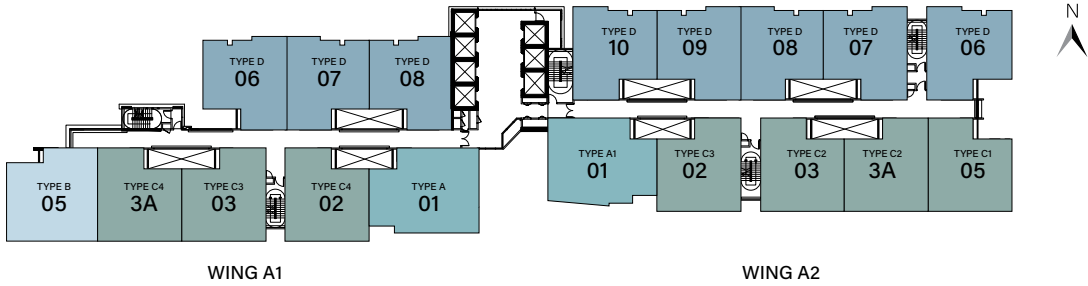 N
TYPE D
06
TYPE D
07
TYPE D
08
TYPE D
10
TYPE D
09
TYPE D
08
TYPE D
07
TYPE D
06
TYPE B
05
TYPE C4
3A
TYPE C3
03
TYPE C4
02
TYPE A
01
TYPE A1
01
TYPE C3
02
TYPE C2
03
TYPE C2
3A
TYPE C1
05
WING A1
WING A2